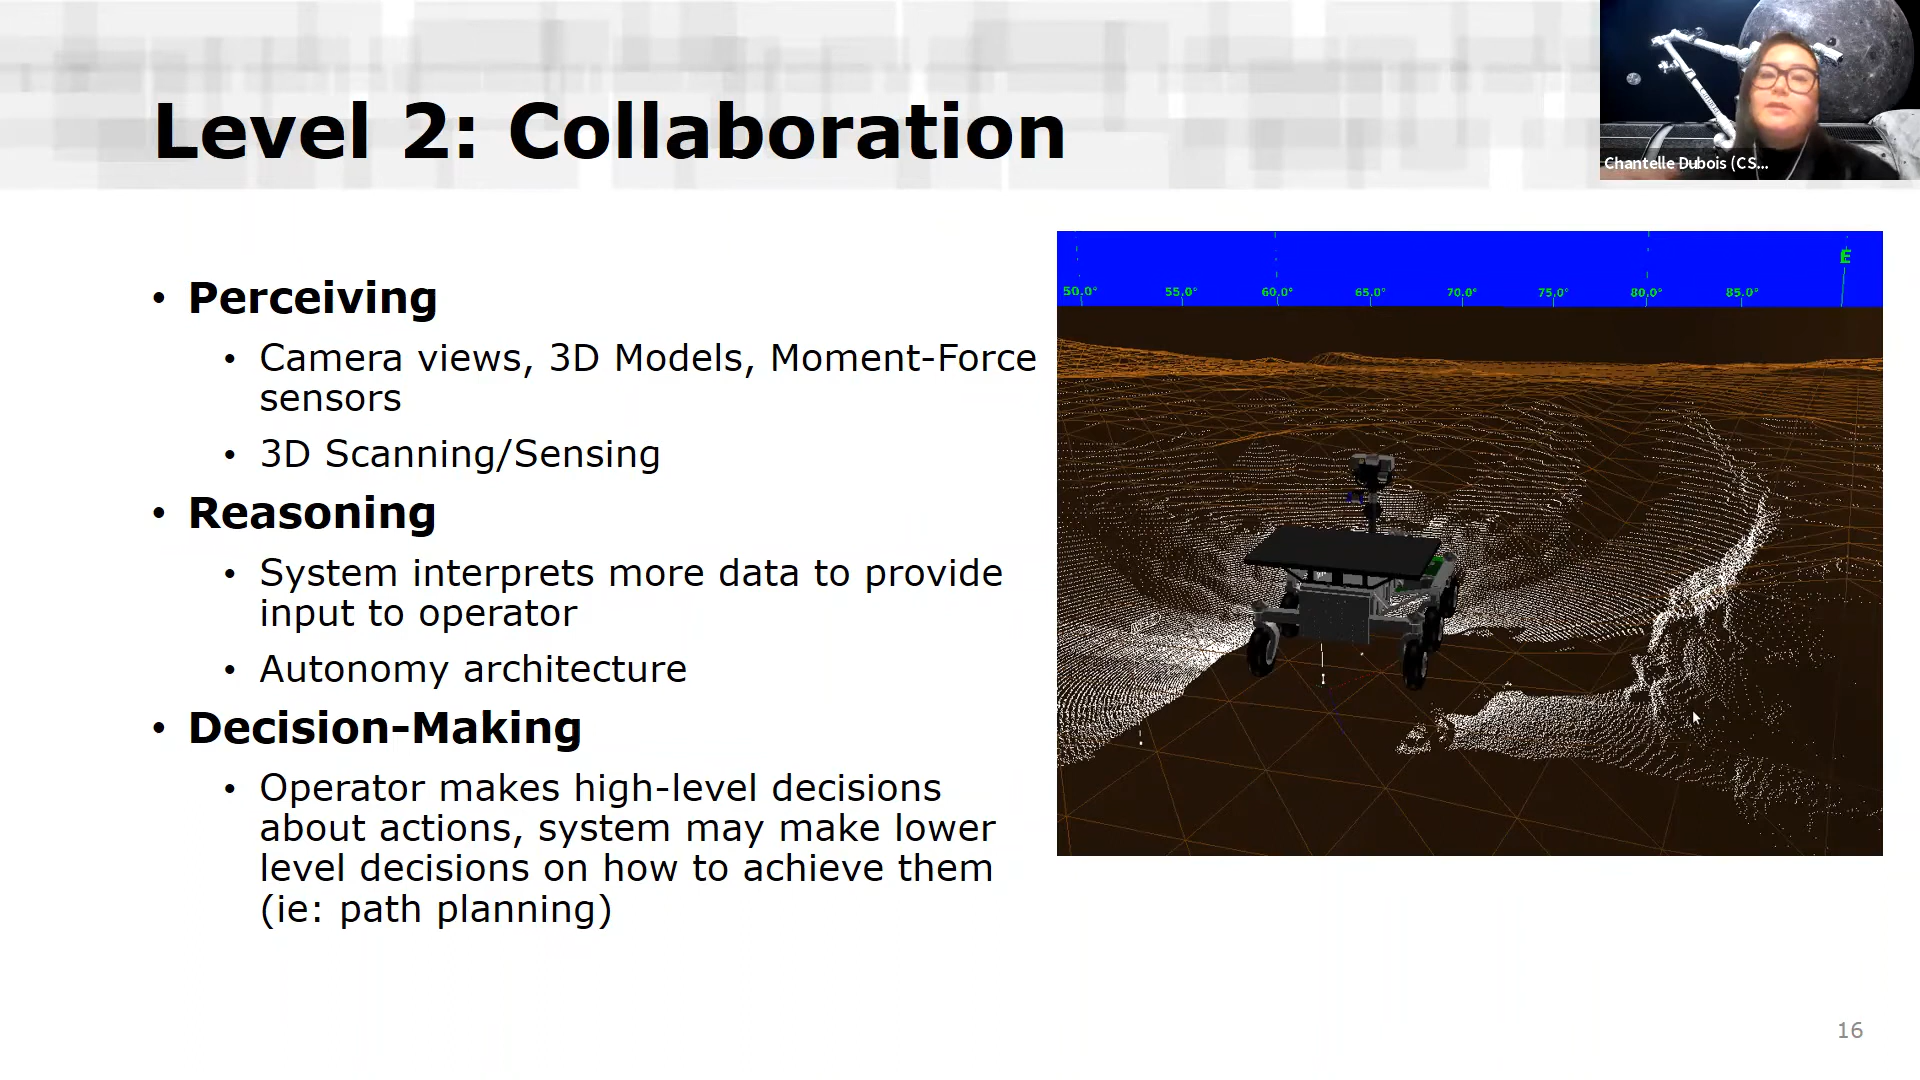 Level 2: Collaboration
Chantelle Dubois (CS...
• Perceiving
• Camera views, 3D Models, Moment-Force
sensors
• 3D Scanning/Sensing
• Reasoning
• System interprets more data to provide
input to operator
• Autonomy architecture
• Decision-Making
• Operator makes high-level decisions
about actions, system may make lower
level decisions on how to achieve them
(ie: path planning)
E
50.0° 55.0° 60.0° 65.0° 70.0° 75.0° 80.0° 85.0°
16